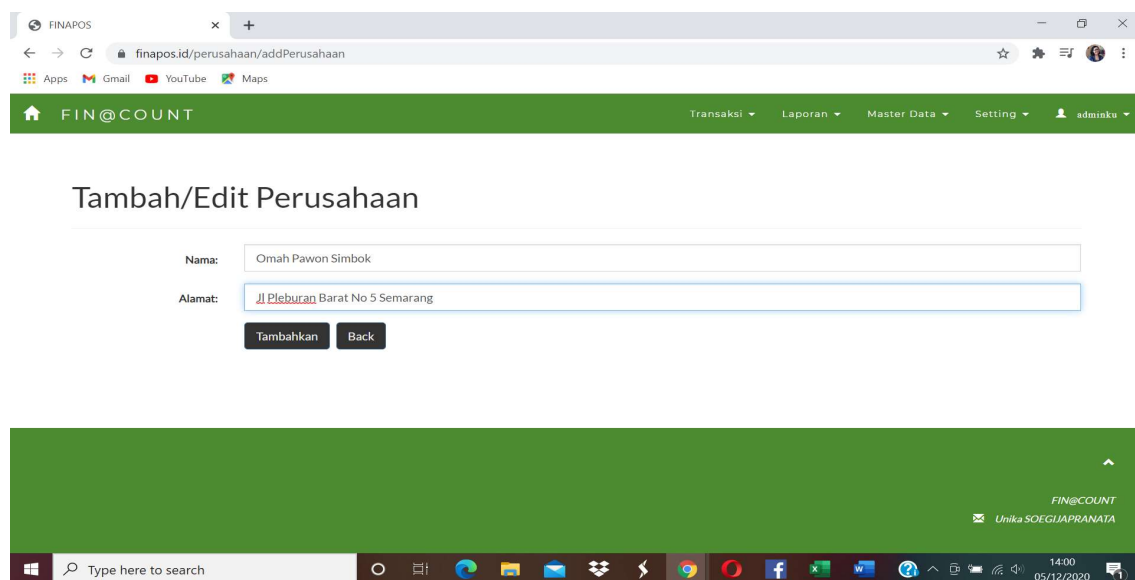 FINAPOS
finapos.id/perusahaan/addPerusahaan
Apps Gmail YouTube Maps
FIN@COUNT Transaksi Laporan Master Data Setting adminku
Tambah/Edit Perusahaan
Nama: Omah Pawon Simbok
Alamat: Jl Pleburan Barat No 5 Semarang
Tambahkan Back
FIN@COUNT
Unika SOEGIJAPRANATA
Type here to search
14:00
05/12/2020